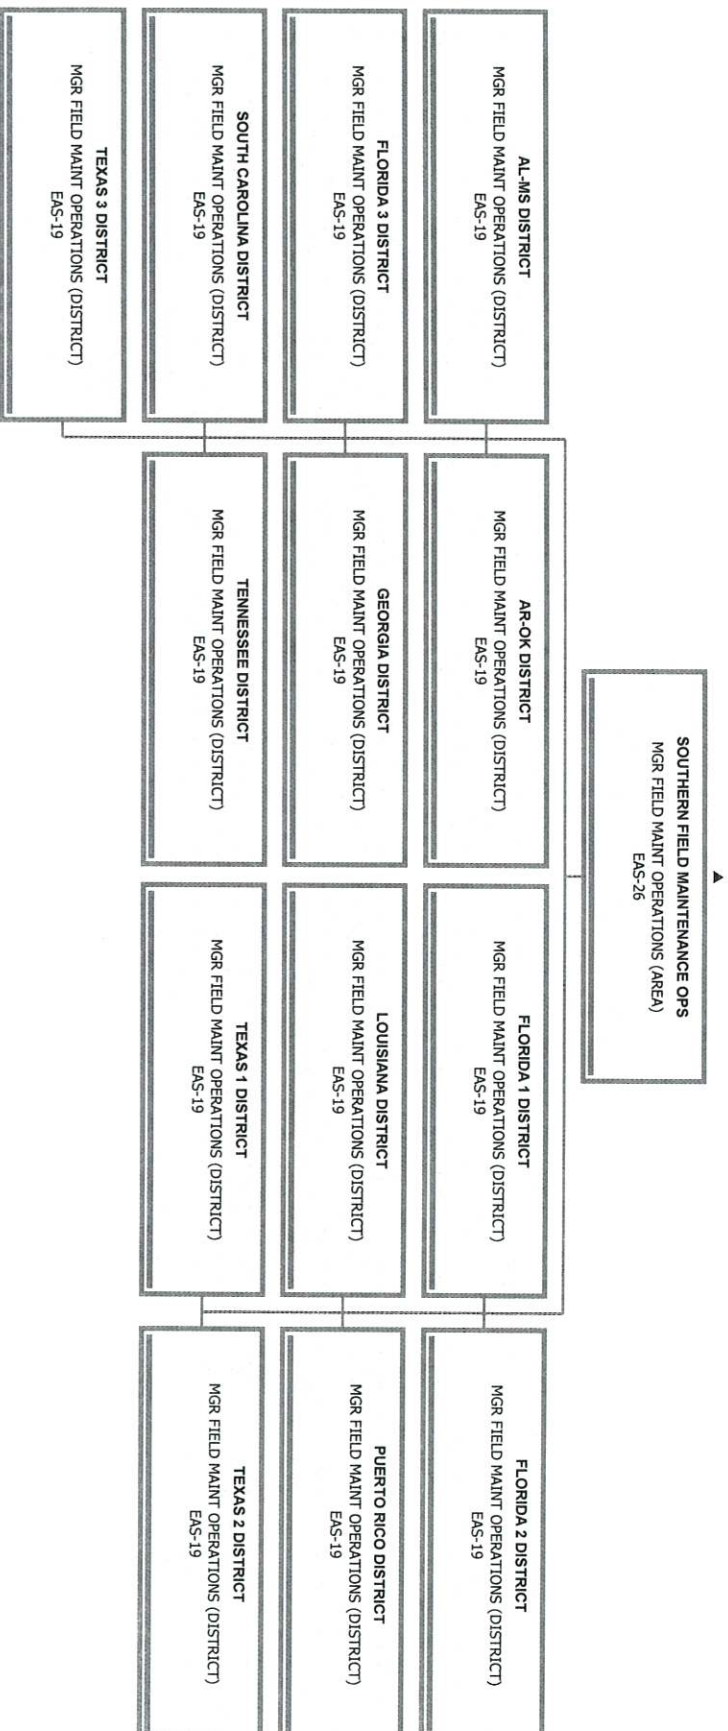 SOUTHERN FIELD MAINTENANCE OPS
MGR FIELD MAINT OPERATIONS (AREA)
EAS-26
AL-MS DISTRICT
MGR FIELD MAINT OPERATIONS (DISTRICT)
EAS-19
AR-OK DISTRICT
MGR FIELD MAINT OPERATIONS (DISTRICT)
EAS-19
FLORIDA 1 DISTRICT
MGR FIELD MAINT OPERATIONS (DISTRICT)
EAS-19
FLORIDA 2 DISTRICT
MGR FIELD MAINT OPERATIONS (DISTRICT)
EAS-19
FLORIDA 3 DISTRICT
MGR FIELD MAINT OPERATIONS (DISTRICT)
EAS-19
GEORGIA DISTRICT
MGR FIELD MAINT OPERATIONS (DISTRICT)
EAS-19
LOUISIANA DISTRICT
MGR FIELD MAINT OPERATIONS (DISTRICT)
EAS-19
PUERTO RICO DISTRICT
MGR FIELD MAINT OPERATIONS (DISTRICT)
EAS-19
SOUTH CAROLINA DISTRICT
MGR FIELD MAINT OPERATIONS (DISTRICT)
EAS-19
TENNESSEE DISTRICT
MGR FIELD MAINT OPERATIONS (DISTRICT)
EAS-19
TEXAS 1 DISTRICT
MGR FIELD MAINT OPERATIONS (DISTRICT)
EAS-19
TEXAS 2 DISTRICT
MGR FIELD MAINT OPERATIONS (DISTRICT)
EAS-19
TEXAS 3 DISTRICT
MGR FIELD MAINT OPERATIONS (DISTRICT)
EAS-19